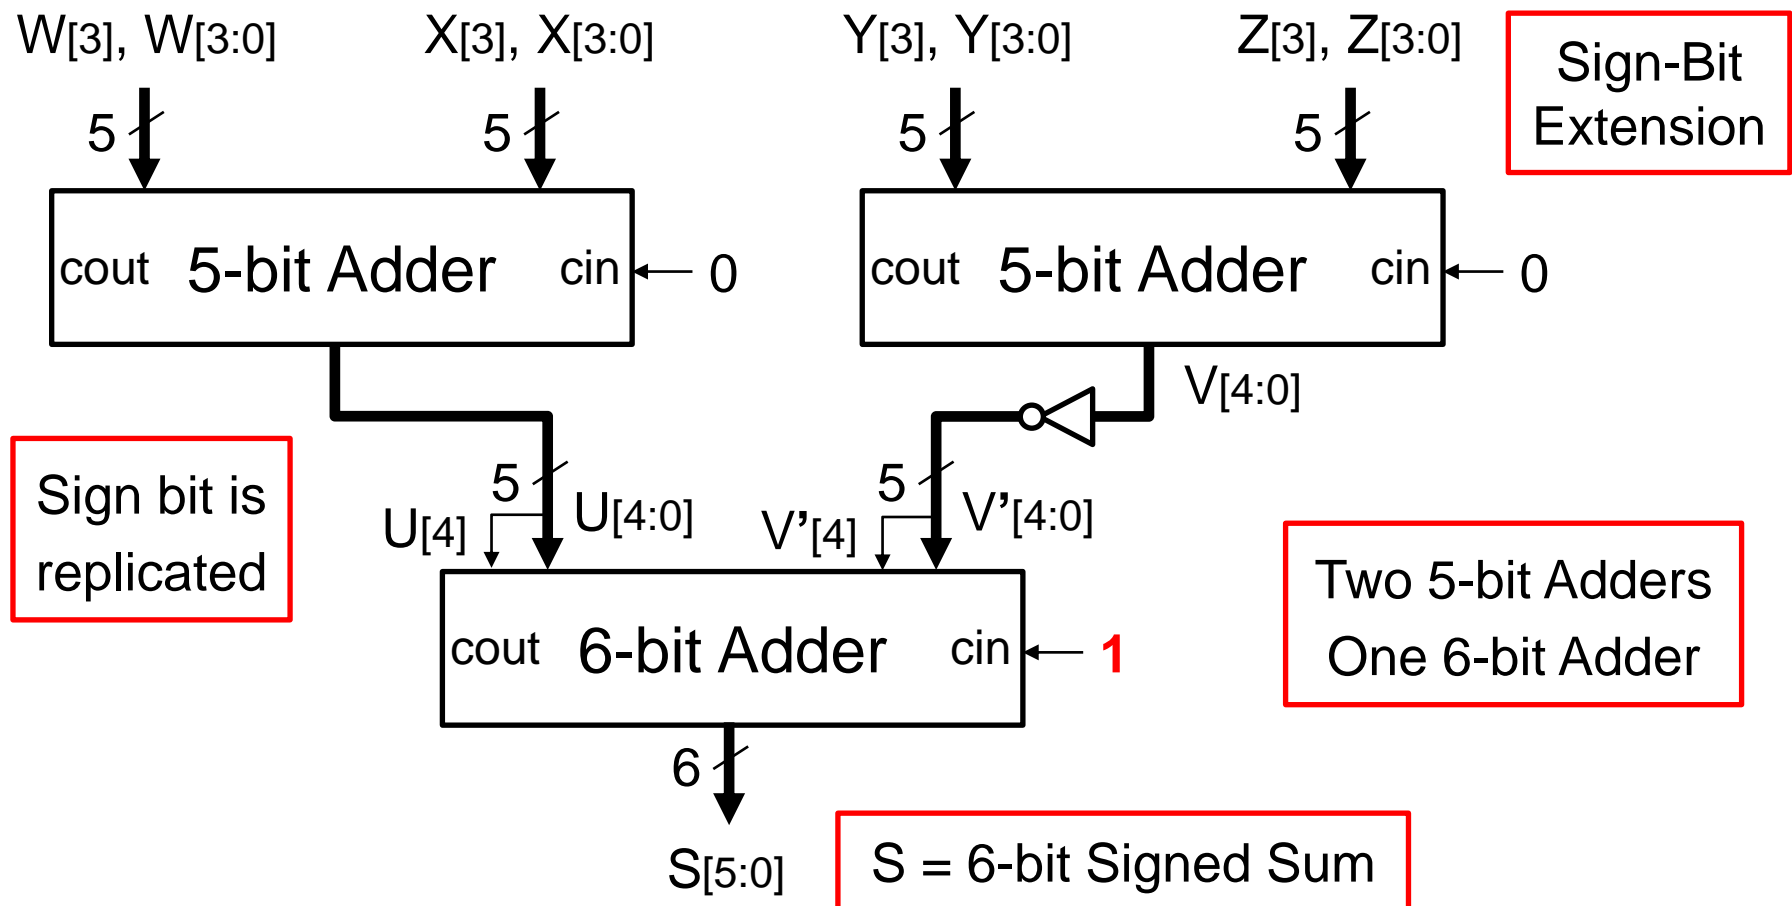 W[3], W[3:0]
X[3], X[3:0]
Y[3], Y[3:0]
Z[3], Z[3:0]
Sign-Bit
Extension
5
5
5
5
cout 5-bit Adder cin
0
cout 5-bit Adder cin
0
V[4:0]
Sign bit is
replicated
5
U[4]
U[4:0]
5
V’[4]
V’[4:0]
Two 5-bit Adders
One 6-bit Adder
cout 6-bit Adder cin
1
6
S[5:0]
S = 6-bit Signed Sum